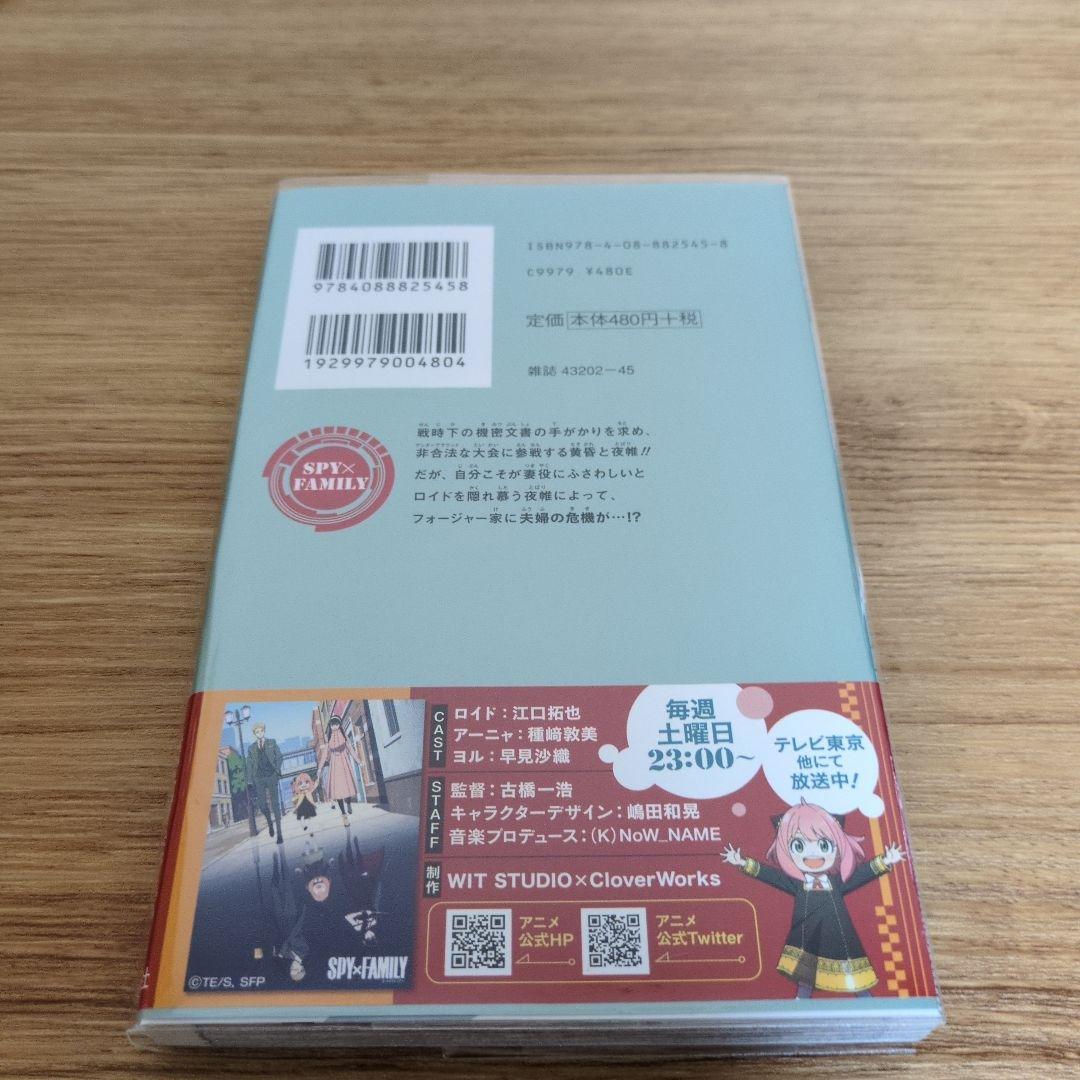 9784088825458
1929979004804
ISBN978-4-08-882545-8
C9979 ¥480E
定価 本体480円+税
雑誌 43202-45
SPY×
FAMILY
戦時下の機密文書の手がかりを求め、
非合法な大会に参戦する黄昏と夜帷!!
だが、自分こそが妻役にふさわしいと
ロイドを隠れ慕う夜帷によって、
フォージャー家に夫婦の危機が…!?
CAST
ロイド:江口拓也
アーニャ:種﨑敦美
ヨル:早見沙織
STAFF
監督:古橋一浩
キャラクターデザイン:嶋田和晃
音楽プロデュース:(K)NoW_NAME
制作
WIT STUDIO×CloverWorks
アニメ
公式HP
アニメ
公式Twitter
毎週
土曜日
23:00~
テレビ東京
他にて
放送中!
SPY×FAMILY
©TE/S, SFP